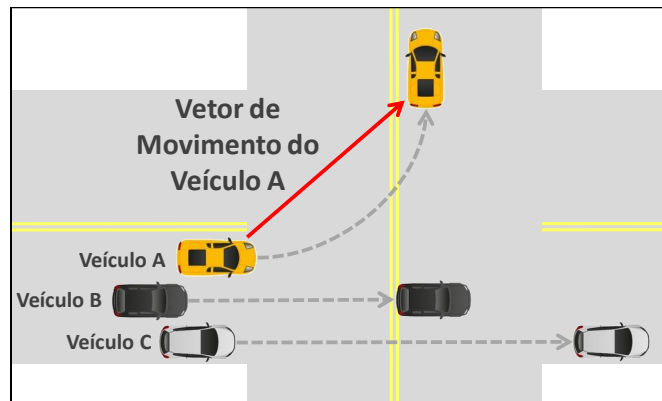 Vetor de
Movimento do
Veículo A
Veículo A
Veículo B
Veículo C